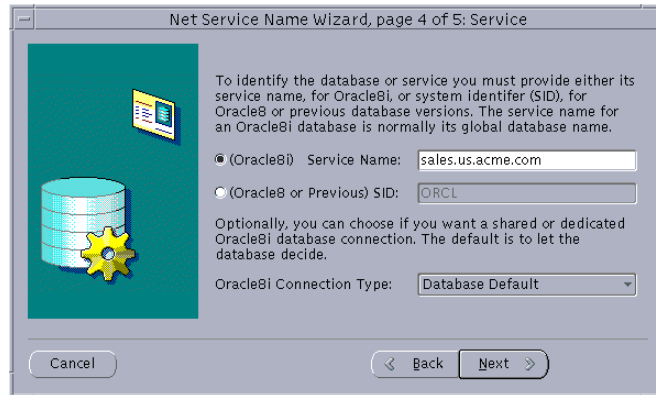 Net Service Name Wizard, page 4 of 5: Service
To identify the database or service you must provide either its
service name, for Oracle8i, or system identifer (SID), for
Oracle8 or previous database versions. The service name for
an Oracle8i database is normally its global database name.
(Oracle8i) Service Name: sales.us.acme.com
(Oracle8 or Previous) SID: ORCL
Optionally, you can choose if you want a shared or dedicated
Oracle8i database connection. The default is to let the
database decide.
Oracle8i Connection Type: Database Default
Cancel Back Next